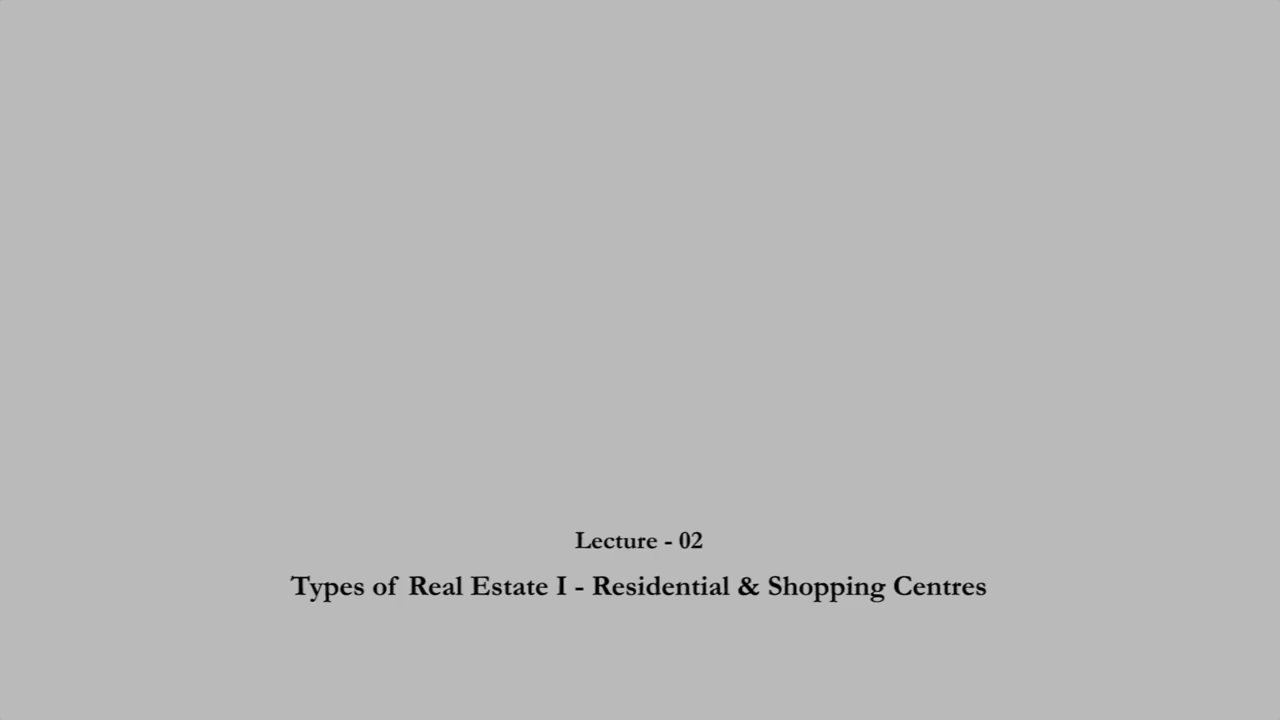 Lecture - 02
Types of Real Estate I - Residential & Shopping Centres